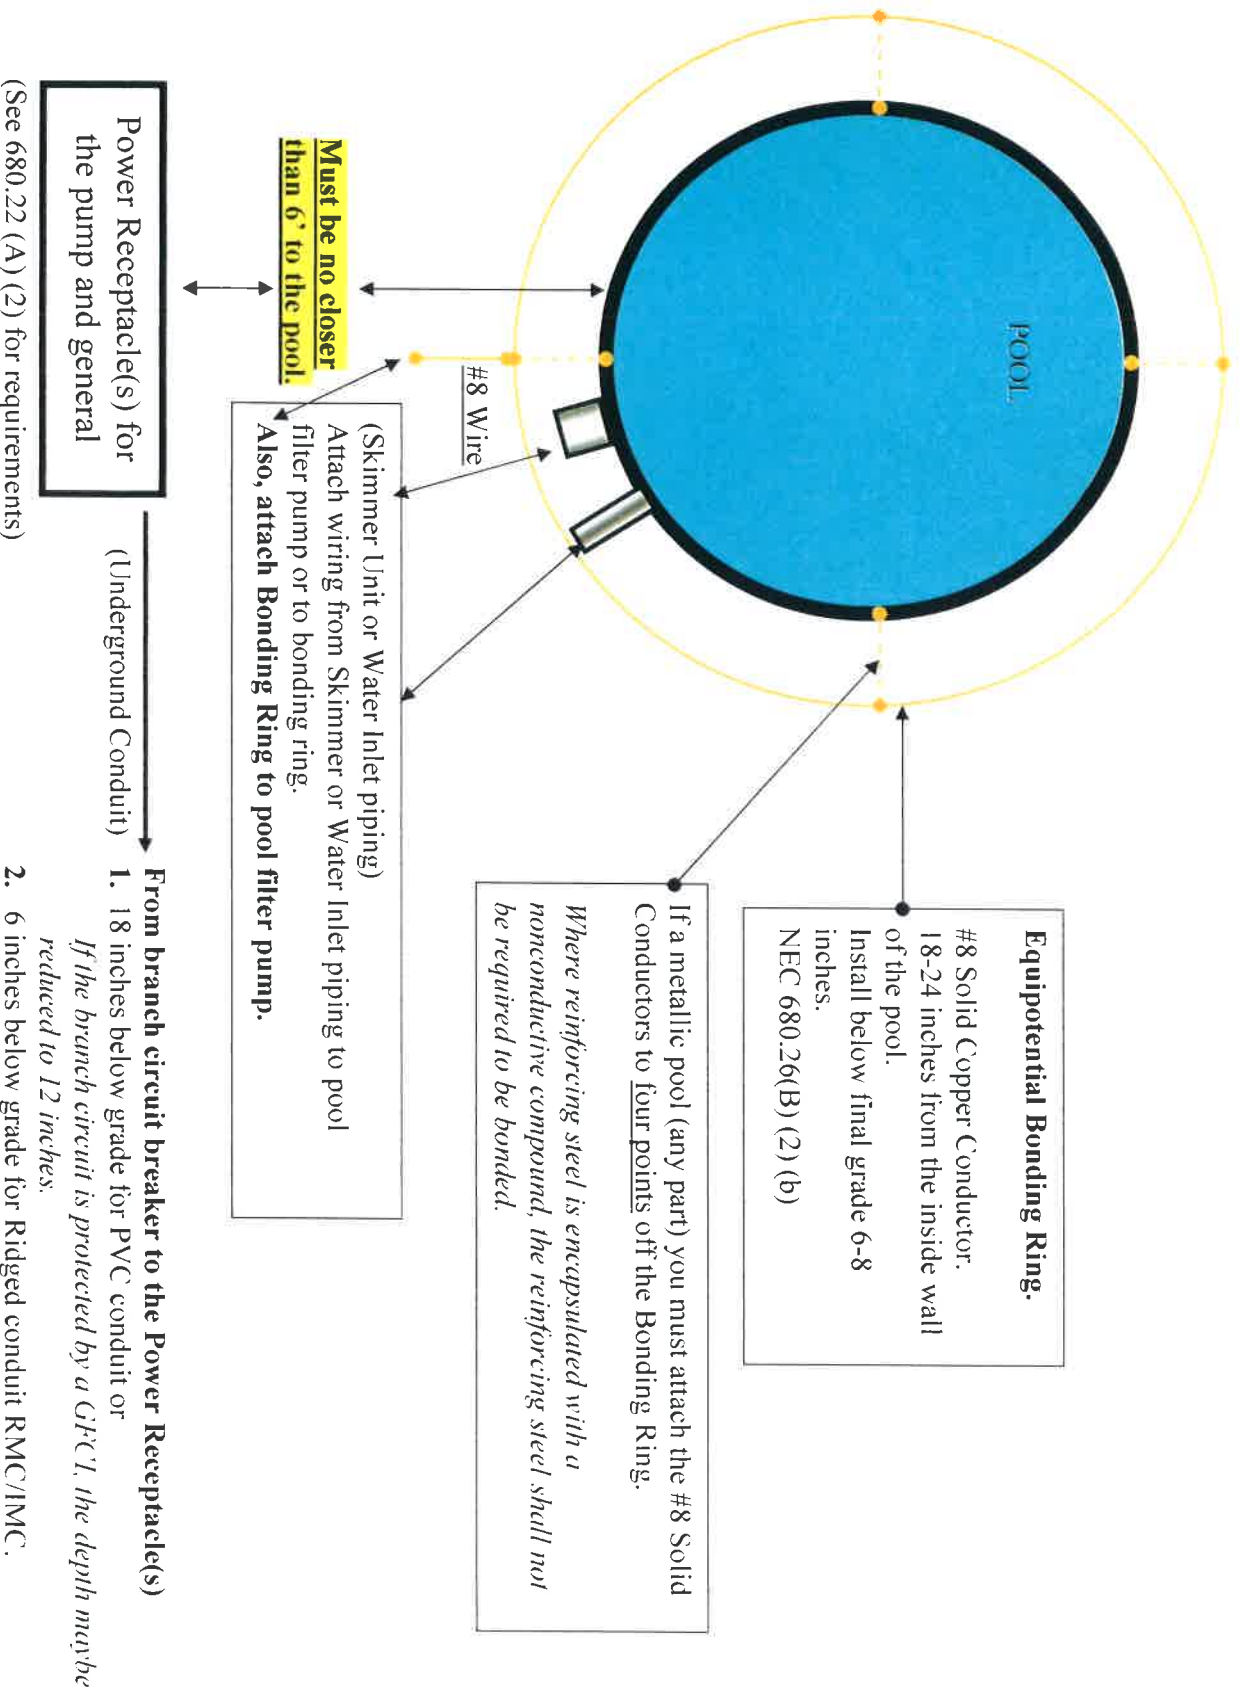 POOL
Equipotential Bonding Ring.
#8 Solid Copper Conductor.
18-24 inches from the inside wall
of the pool.
Install below final grade 6-8
inches.
NEC 680.26(B) (2) (b)
If a metallic pool (any part) you must attach the #8 Solid
Conductors to four points off the Bonding Ring.
Where reinforcing steel is encapsulated with a
nonconductive compound, the reinforcing steel shall not
be required to be bonded.
#8 Wire
(Skimmer Unit or Water Inlet piping)
Attach wiring from Skimmer or Water Inlet piping to pool
filter pump or to bonding ring.
Also, attach Bonding Ring to pool filter pump.
Must be no closer
than 6’ to the pool.
Power Receptacle(s) for
the pump and general
(See 680.22 (A) (2) for requirements)
(Underground Conduit)
From branch circuit breaker to the Power Receptacle(s)
1. 18 inches below grade for PVC conduit or
If the branch circuit is protected by a GFCI, the depth maybe
reduced to 12 inches.
2. 6 inches below grade for Ridged conduit RMC/IMC.